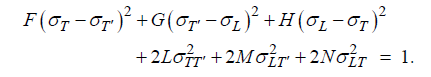 F(σ_T − σ_T′)² + G(σ_T′ − σ_L)² + H(σ_L − σ_T)²
+ 2Lσ²_TT′ + 2Mσ²_LT′ + 2Nσ²_LT = 1.